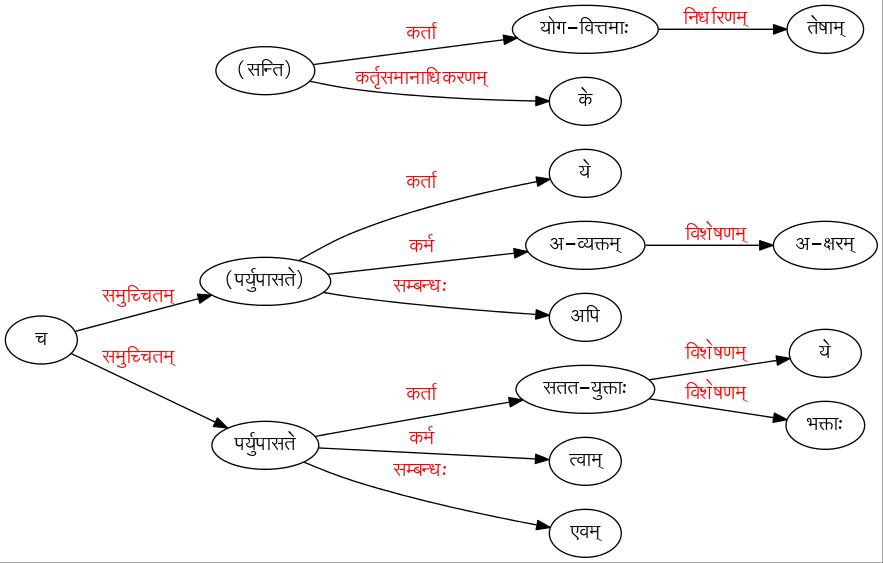 कर्ता
योग-वित्तमाः
निर्धारणम्
तेषाम्
(सन्ति)
कर्तृसमानाधिकरणम्
के
कर्ता
ये
कर्म
अ-व्यक्तम्
विशेषणम्
अ-क्षरम्
समुच्चितम्
(पर्युपासते)
सम्बन्धः
अपि
च
समुच्चितम्
कर्ता
सतत-युक्ताः
विशेषणम्
ये
विशेषणम्
भक्ताः
पर्युपासते
कर्म
त्वाम्
सम्बन्धः
एवम्